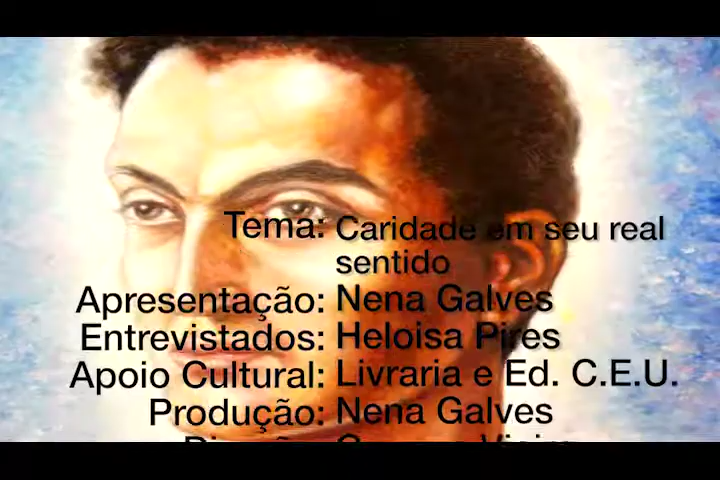 Tema: Caridade em seu real
sentido
Apresentação: Nena Galves
Entrevistados: Heloisa Pires
Apoio Cultural: Livraria e Ed. C.E.U.
Produção: Nena Galves